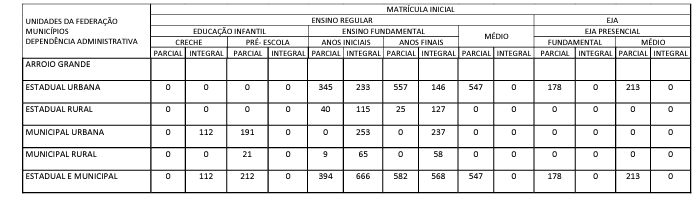 MATRÍCULA INICIAL
UNIDADES DA FEDERAÇÃO
MUNICÍPIOS
DEPENDÊNCIA ADMINISTRATIVA
ENSINO REGULAR EJA
EDUCAÇÃO INFANTIL ENSINO FUNDAMENTAL MÉDIO EJA PRESENCIAL
CRECHE PRÉ- ESCOLA ANOS INICIAIS ANOS FINAIS FUNDAMENTAL MÉDIO
PARCIAL INTEGRAL PARCIAL INTEGRAL PARCIAL INTEGRAL PARCIAL INTEGRAL PARCIAL INTEGRAL PARCIAL INTEGRAL PARCIAL INTEGRAL
ARROIO GRANDE
ESTADUAL URBANA 0 0 0 0 345 233 557 146 547 0 178 0 213 0
ESTADUAL RURAL 0 0 0 0 40 115 25 127 0 0 0 0 0 0
MUNICIPAL URBANA 0 112 191 0 0 253 0 237 0 0 0 0 0 0
MUNICIPAL RURAL 0 0 21 0 9 65 0 58 0 0 0 0 0 0
ESTADUAL E MUNICIPAL 0 112 212 0 394 666 582 568 547 0 178 0 213 0